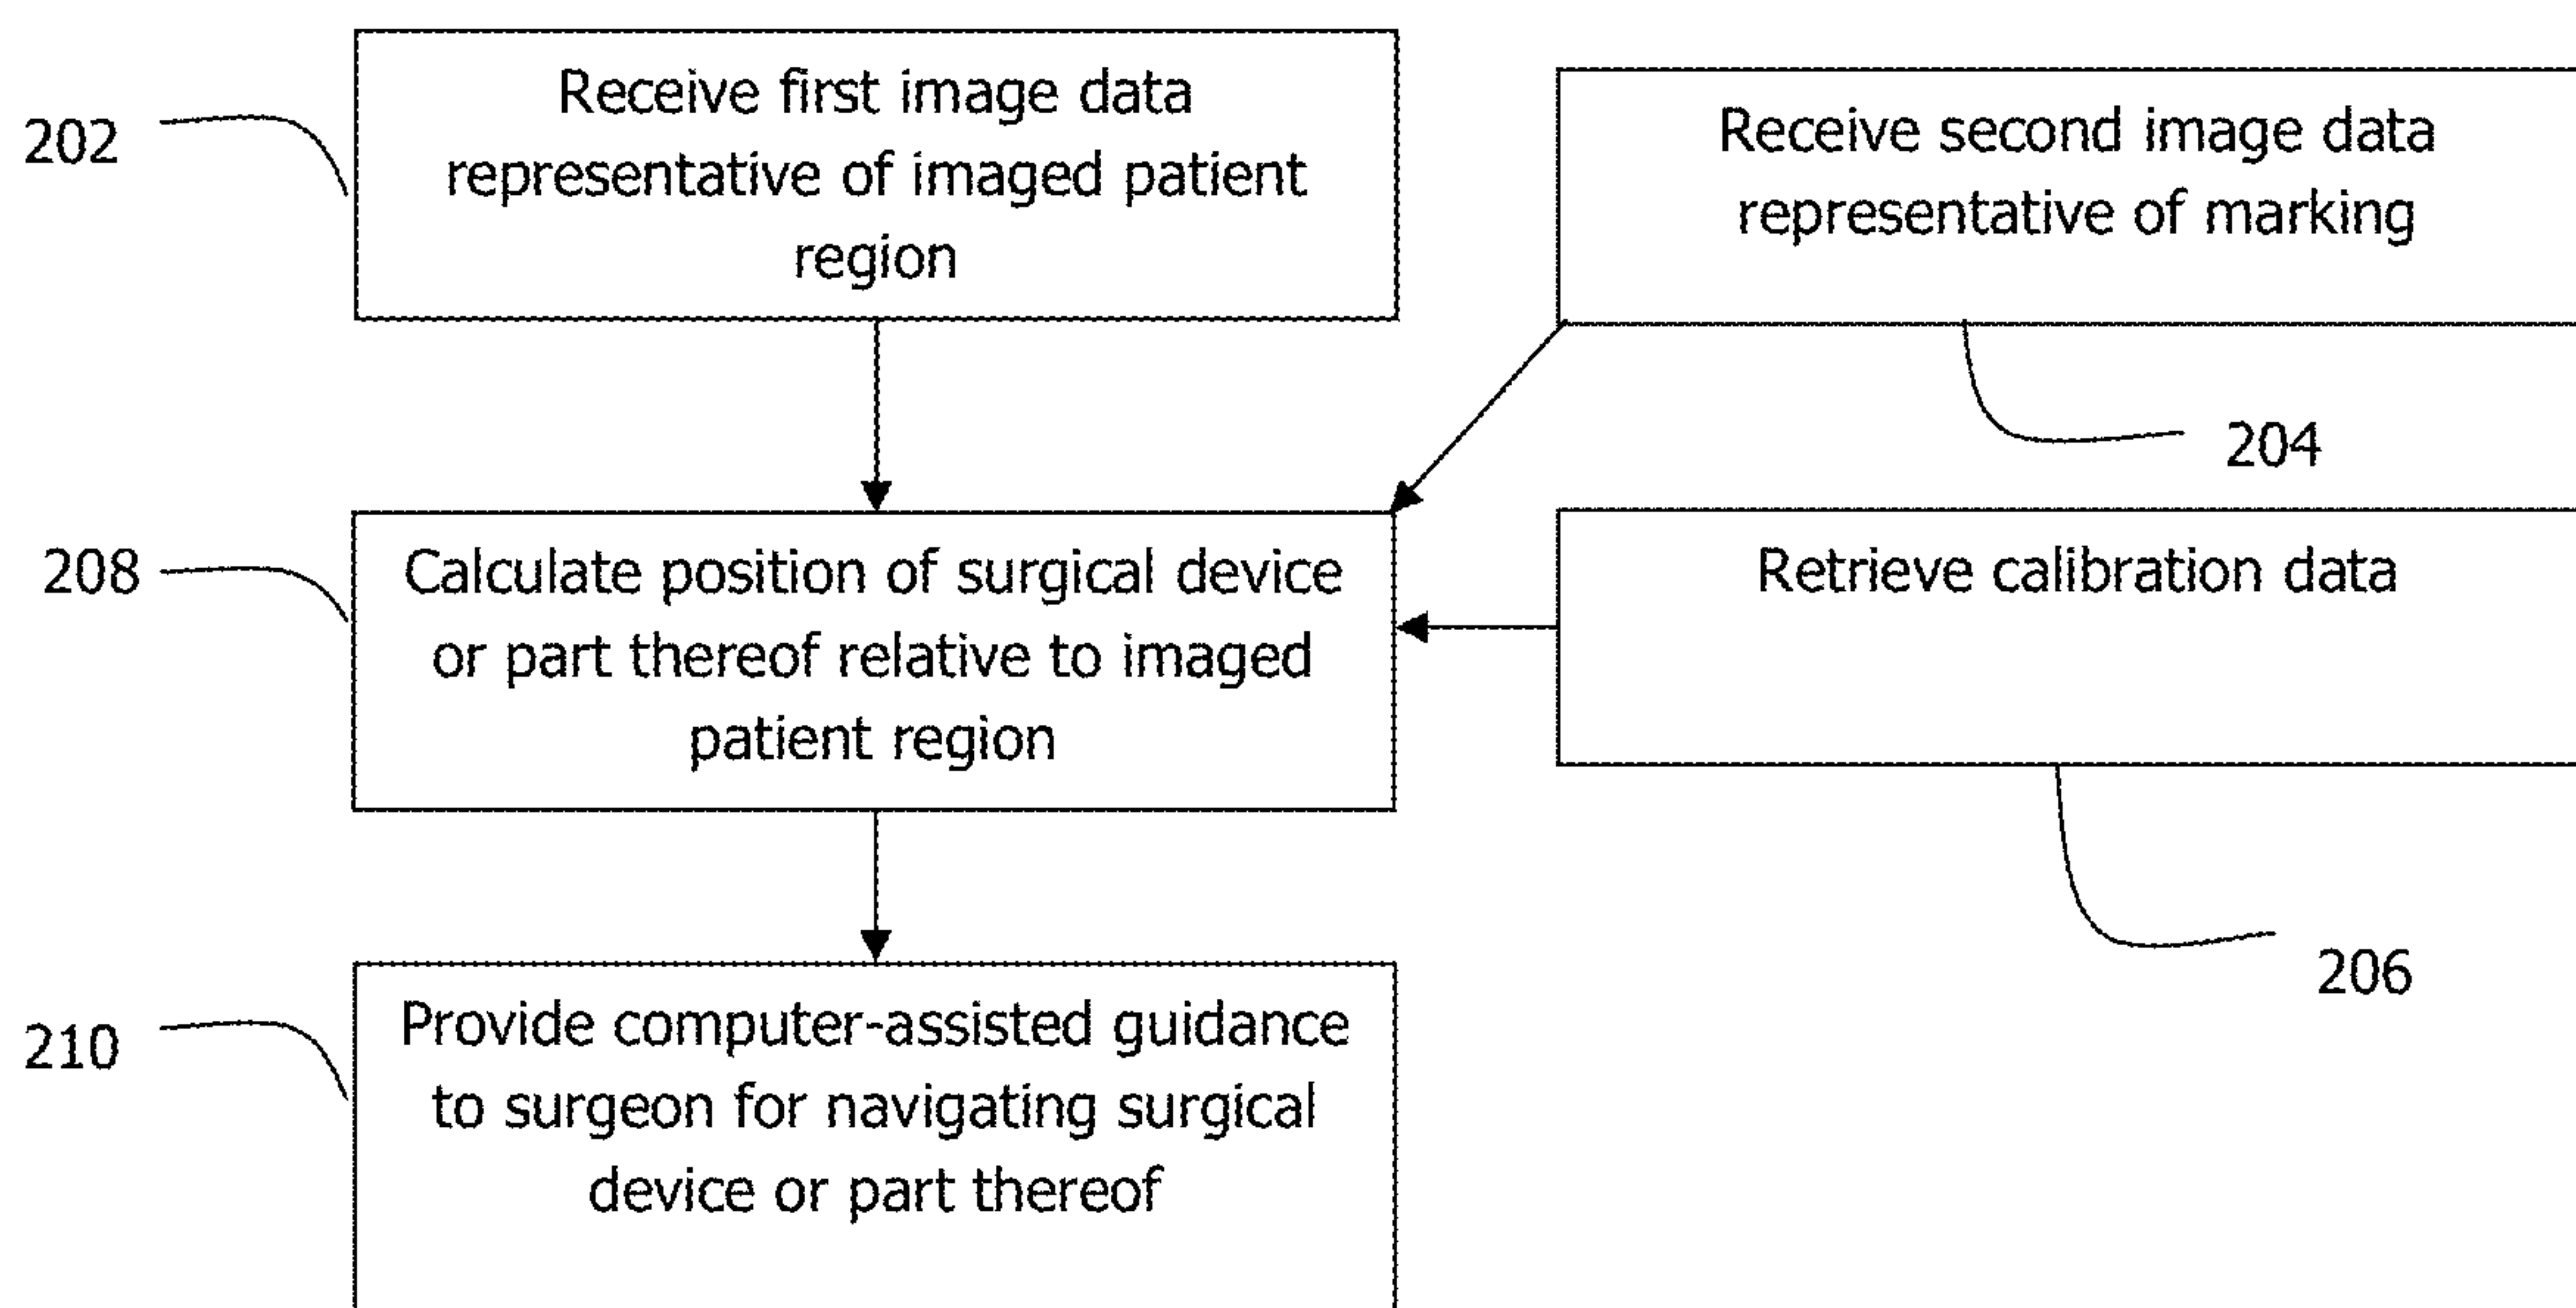 202
Receive first image data
representative of imaged patient
region
Receive second image data
representative of marking
204
208
Calculate position of surgical device
or part thereof relative to imaged
patient region
Retrieve calibration data
206
210
Provide computer-assisted guidance
to surgeon for navigating surgical
device or part thereof